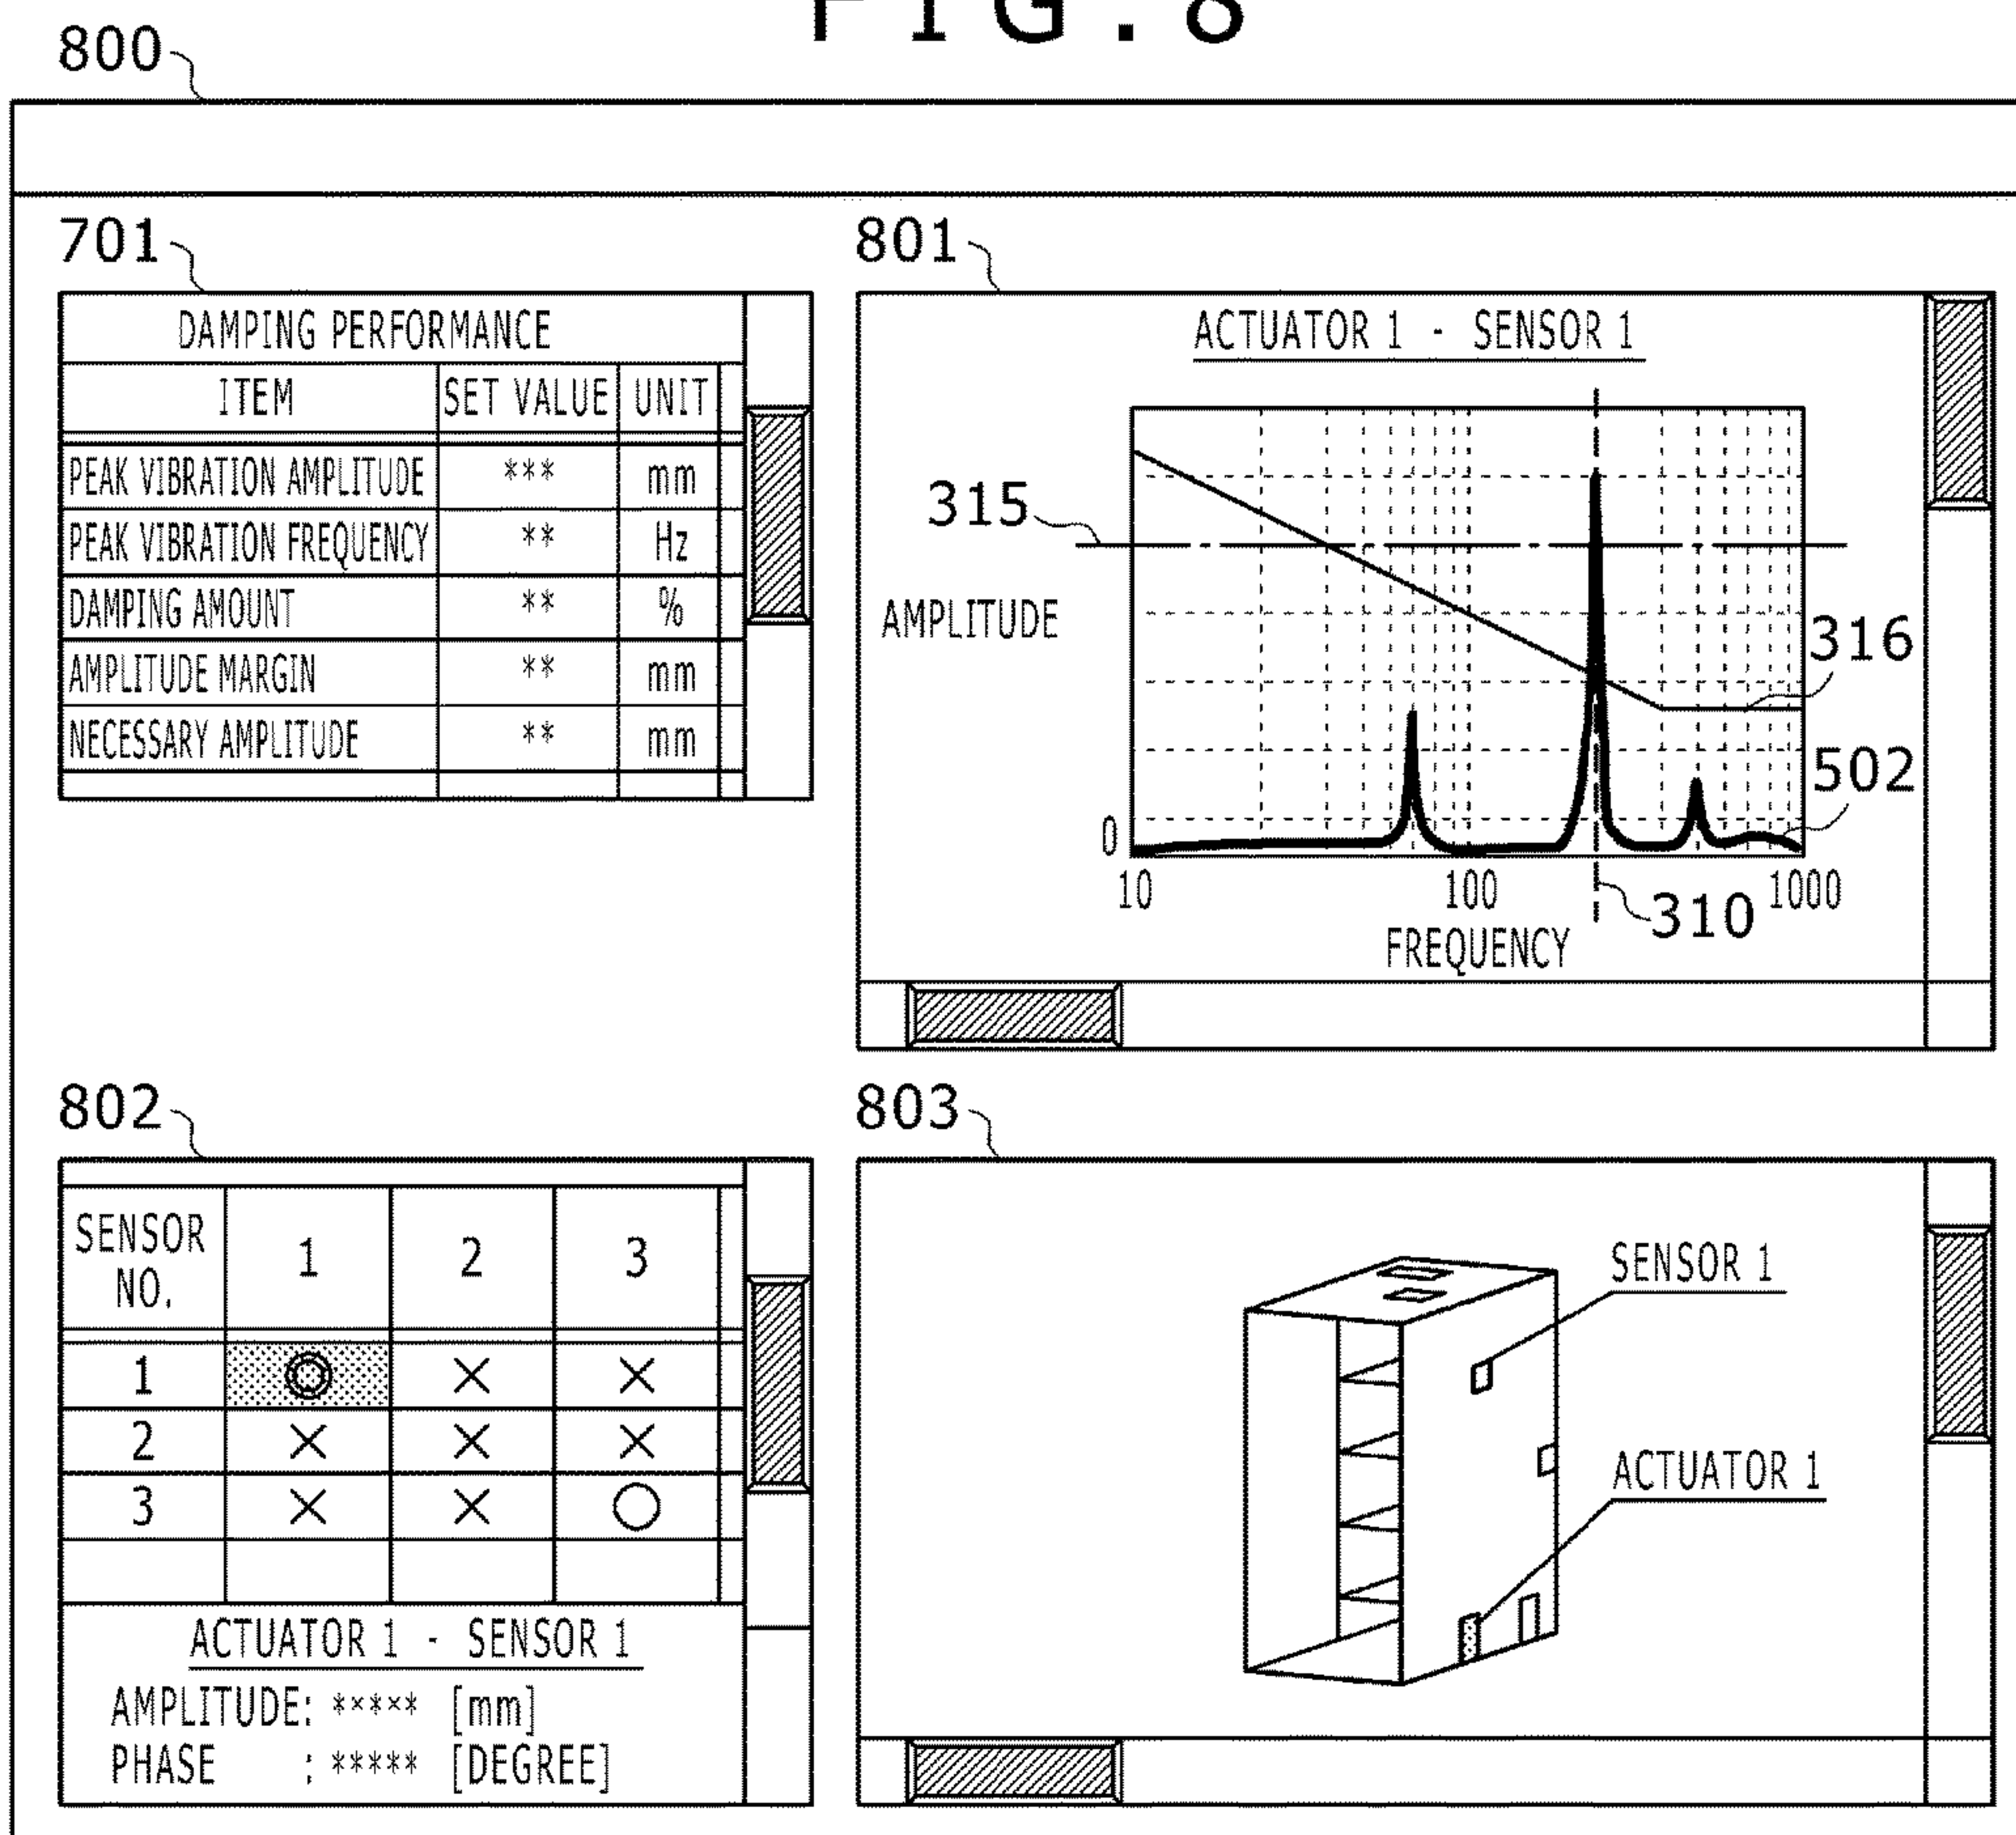 FIG.8
800
701
DAMPING PERFORMANCE
ITEM SET VALUE UNIT
PEAK VIBRATION AMPLITUDE *** mm
PEAK VIBRATION FREQUENCY ** Hz
DAMPING AMOUNT ** %
AMPLITUDE MARGIN ** mm
NECESSARY AMPLITUDE ** mm
801
ACTUATOR 1 - SENSOR 1
315
AMPLITUDE
316
502
0
10 100 1000
310
FREQUENCY
802
SENSOR NO. 1 2 3
1 ◎ × ×
2 × × ×
3 × × ○
ACTUATOR 1 - SENSOR 1
AMPLITUDE: ***** [mm]
PHASE : ***** [DEGREE]
803
SENSOR 1
ACTUATOR 1